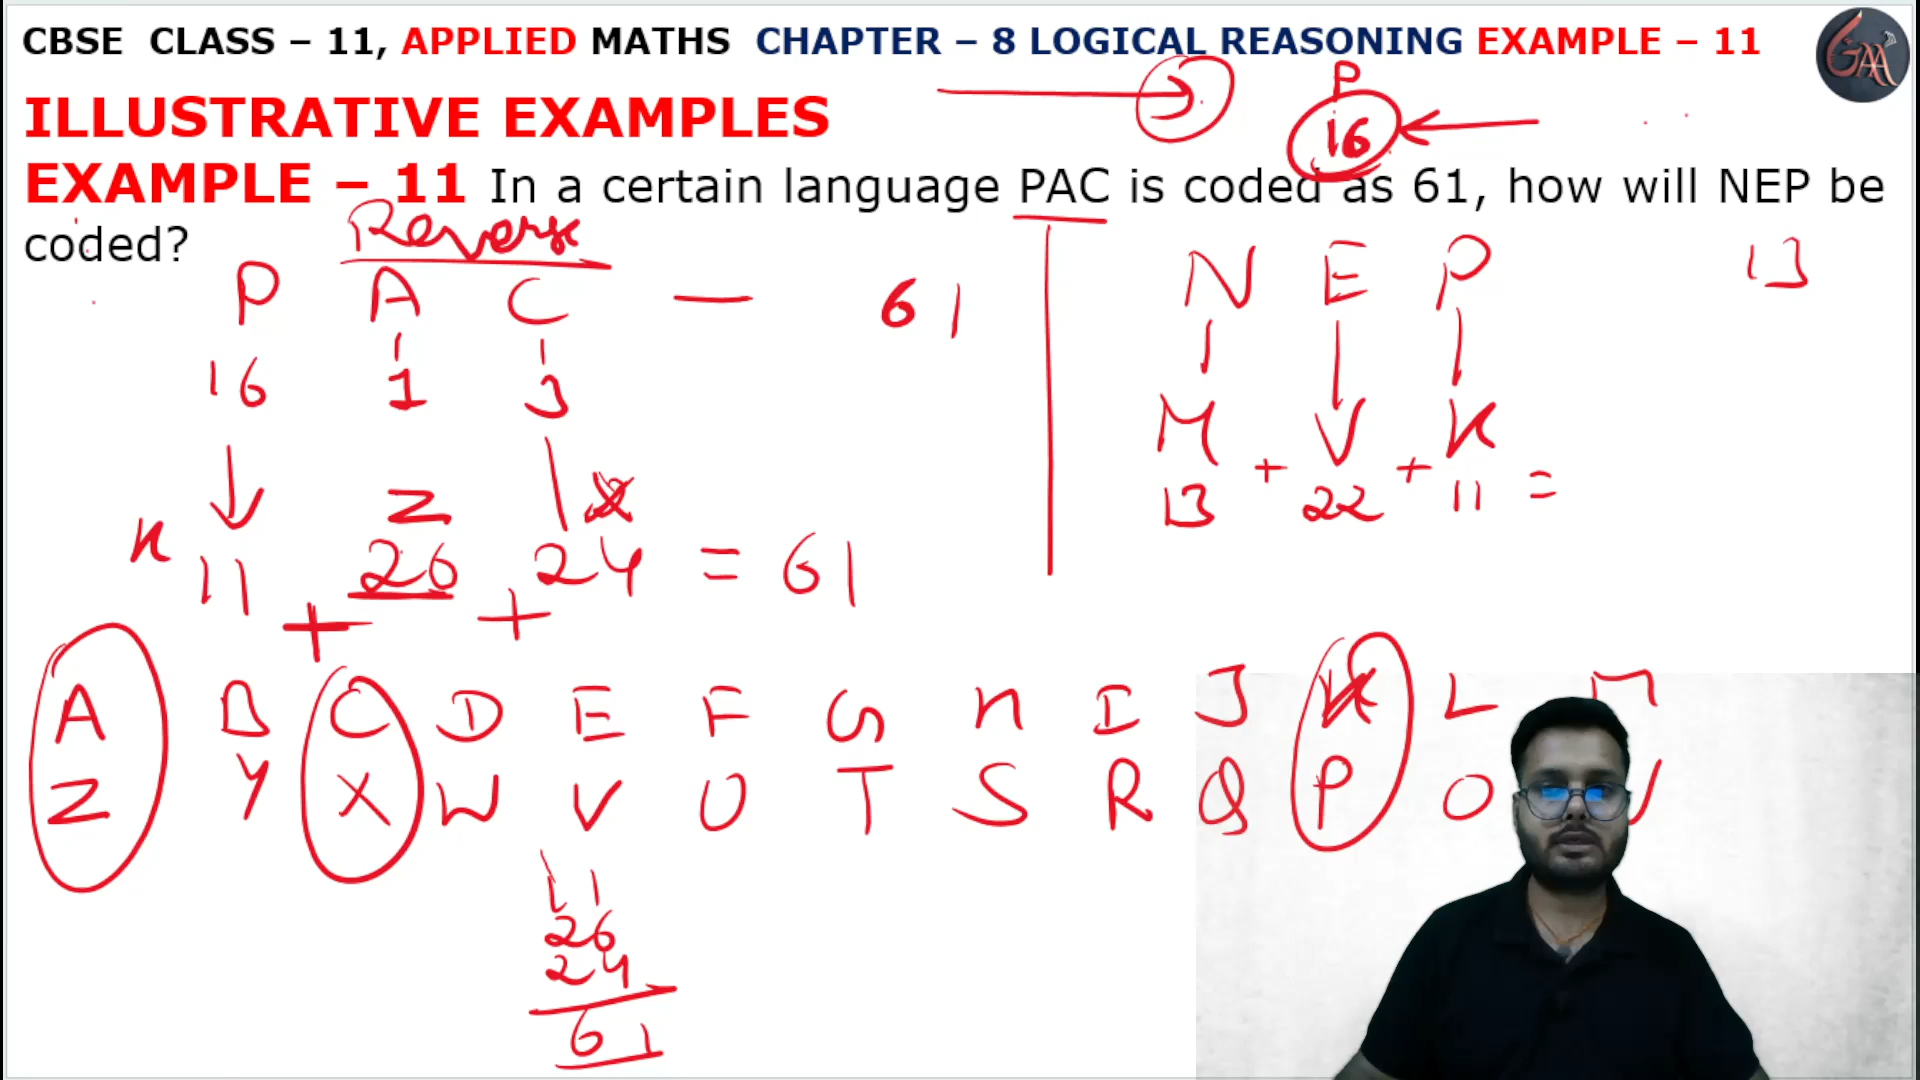 CBSE CLASS – 11, APPLIED MATHS CHAPTER – 8 LOGICAL REASONING EXAMPLE – 11
GAA
ILLUSTRATIVE EXAMPLES
P
16
EXAMPLE – 11 In a certain language PAC is coded as 61, how will NEP be
coded?
Reverse
P A C — 61
N E P
13
16 1 3
M V K
13 + 22 + 11 =
Z
K 11 + 26 + 24 = 61
A B C D E F G H I J K L M
Z Y X W V U T S R Q P O
11
26
24
61